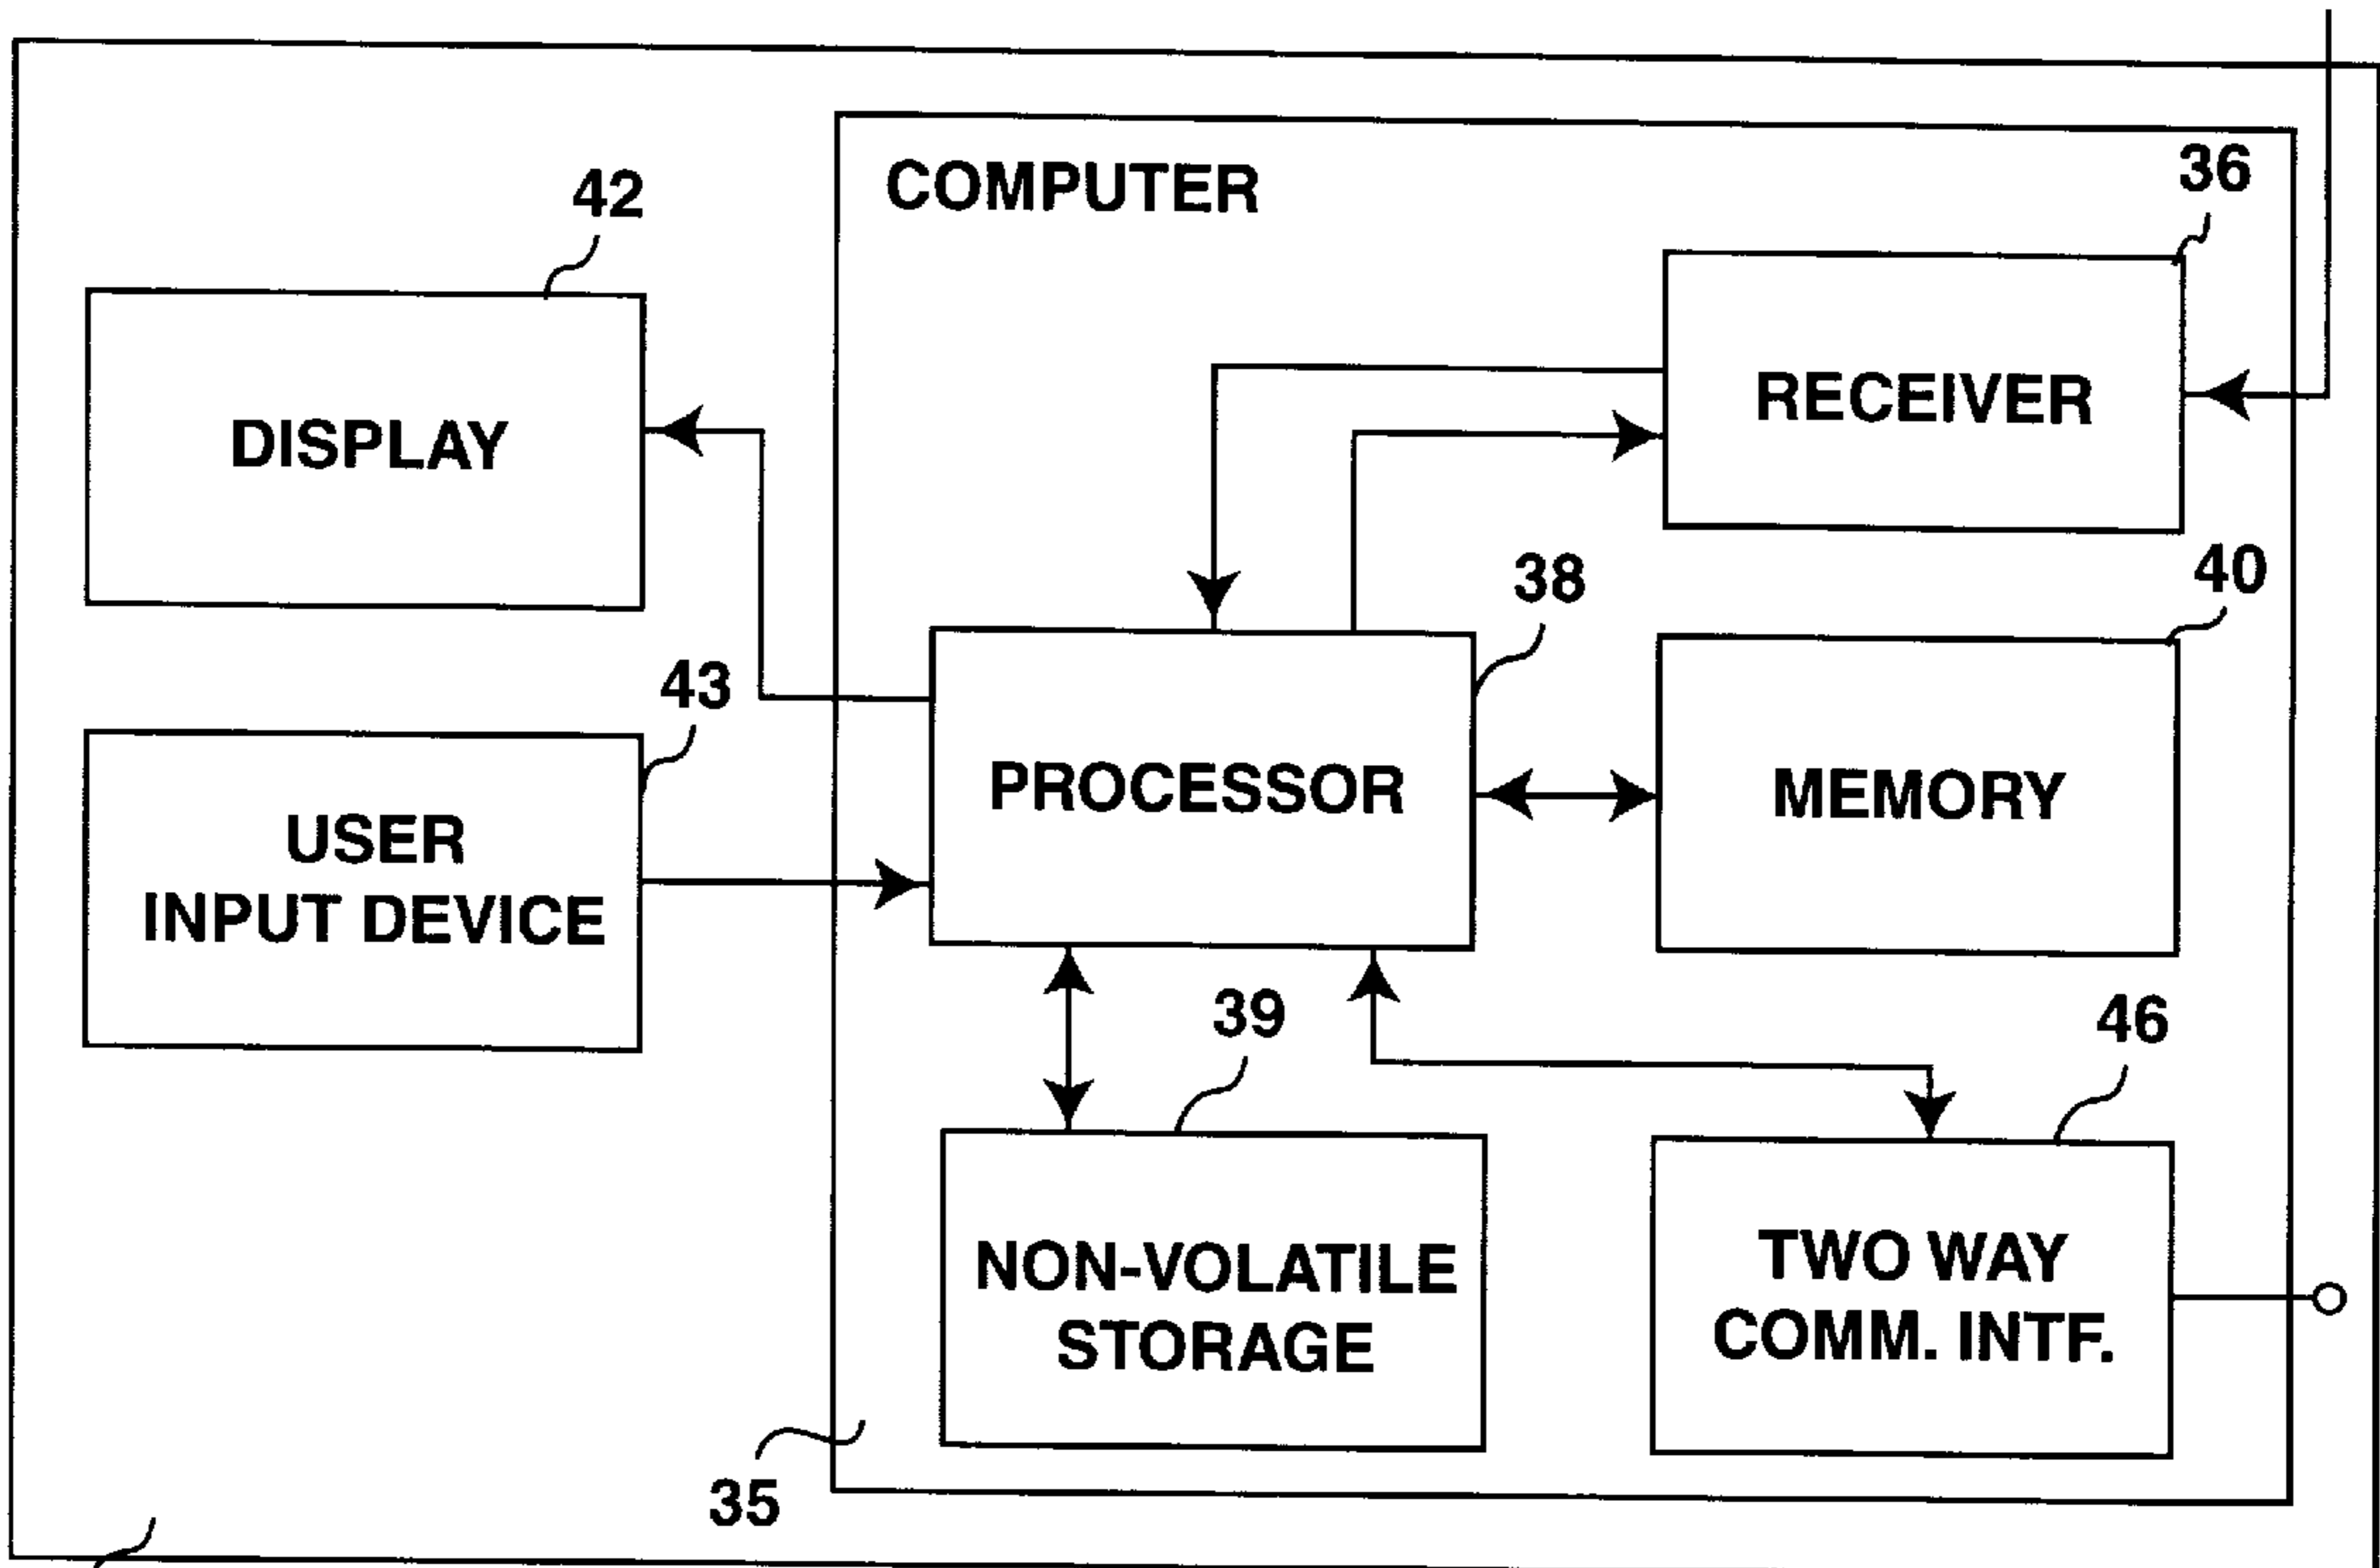 COMPUTER
36
42
RECEIVER
DISPLAY
38
40
43
PROCESSOR
MEMORY
USER
INPUT DEVICE
39
46
NON-VOLATILE
STORAGE
TWO WAY
COMM. INTF.
35